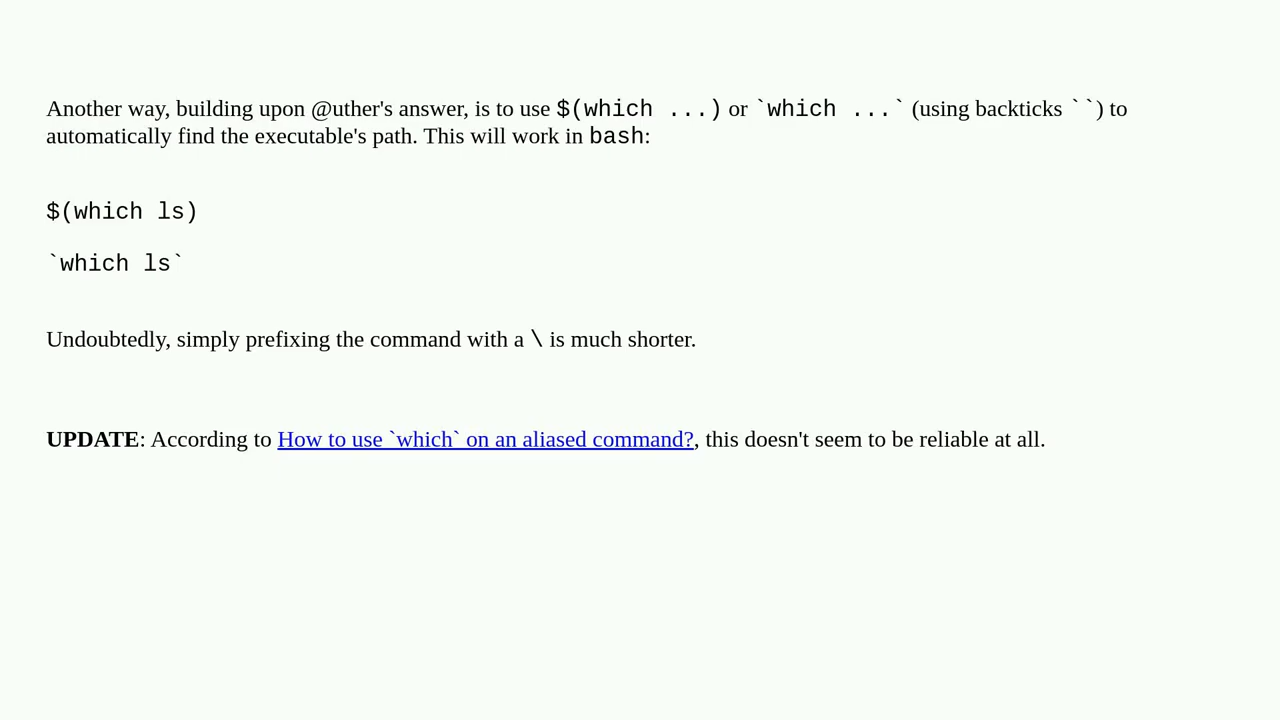 Another way, building upon @uther's answer, is to use $(which ...) or `which ...` (using backticks ``) to
automatically find the executable's path. This will work in bash:
$(which ls)
`which ls`
Undoubtedly, simply prefixing the command with a \ is much shorter.
UPDATE: According to How to use `which` on an aliased command?, this doesn't seem to be reliable at all.